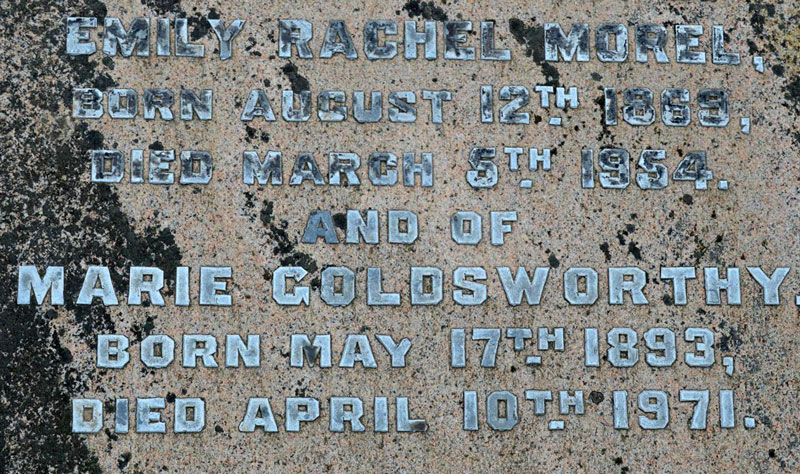 EMILY RACHEL MOREL,
BORN AUGUST 12TH 1869,
DIED MARCH 5TH 1954.
AND OF
MARIE G. GOLDSWORTHY.
BORN MAY 17TH 1893,
DIED APRIL 10TH 1971.